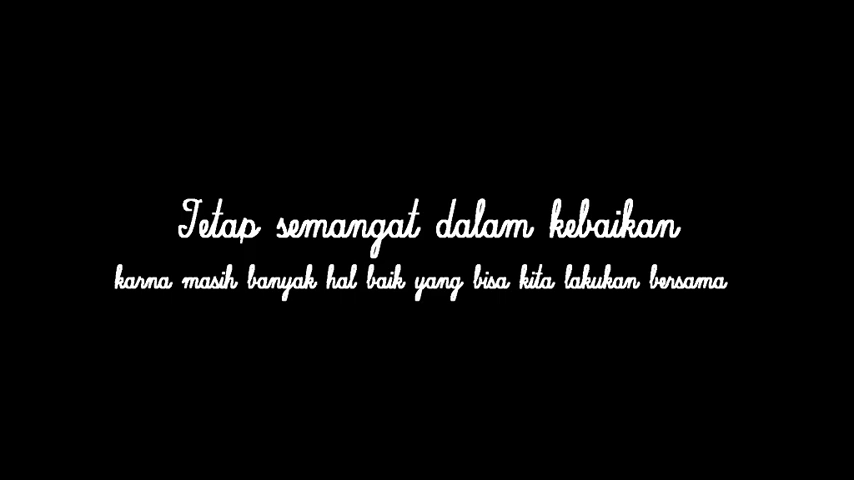 Tetap semangat dalam kebaikan
karna masih banyak hal baik yang bisa kita lakukan bersama